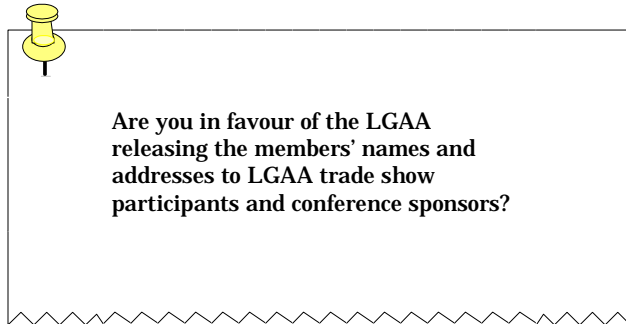 Are you in favour of the LGAA
releasing the members’ names and
addresses to LGAA trade show
participants and conference sponsors?